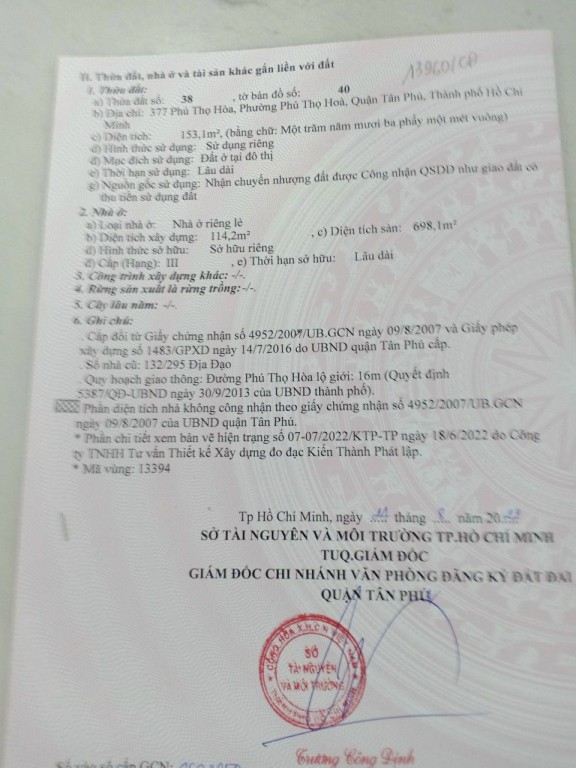 II. Thửa đất, nhà ở và tài sản khác gắn liền với đất
1. Thửa đất:
a) Thửa đất số: 38 , tờ bản đồ số: 40
b) Địa chỉ: 377 Phú Thọ Hòa, Phường Phú Thọ Hoà, Quận Tân Phú, Thành phố Hồ Chí
Minh
c) Diện tích: 153,1m², (bằng chữ: Một trăm năm mươi ba phẩy một mét vuông)
d) Hình thức sử dụng: Sử dụng riêng
đ) Mục đích sử dụng: Đất ở tại đô thị
e) Thời hạn sử dụng: Lâu dài
g) Nguồn gốc sử dụng: Nhận chuyển nhượng đất được Công nhận QSDĐ như giao đất có
thu tiền sử dụng đất
2. Nhà ở:
a) Loại nhà ở: Nhà ở riêng lẻ
b) Diện tích xây dựng: 114,2m² , c) Diện tích sàn: 698,1m²
d) Hình thức sở hữu: Sở hữu riêng
đ) Cấp (Hạng): III , e) Thời hạn sở hữu: Lâu dài
3. Công trình xây dựng khác: -/-.
4. Rừng sản xuất là rừng trồng:-/-.
5. Cây lâu năm: -/-.
6. Ghi chú:
. Cấp đổi từ Giấy chứng nhận số 4952/2007/UB.GCN ngày 09/8/2007 và Giấy phép
xây dựng số 1483/GPXD ngày 14/7/2016 do UBND quận Tân Phú cấp.
. Số nhà cũ: 132/295 Địa Đạo
. Quy hoạch giao thông: Đường Phú Thọ Hòa lộ giới: 16m (Quyết định
5387/QĐ-UBND ngày 30/9/2013 của UBND thành phố).
Phần diện tích nhà không công nhận theo giấy chứng nhận số 4952/2007/UB.GCN
ngày 09/8/2007 của UBND quận Tân Phú.
* Phần chi tiết xem bản vẽ hiện trạng số 07-07/2022/KTP-TP ngày 18/6/2022 do Công
ty TNHH Tư vấn Thiết kế Xây dựng đo đạc Kiến Thành Phát lập.
* Mã vùng: 13394
Tp Hồ Chí Minh, ngày tháng 8 năm 20
SỞ TÀI NGUYÊN VÀ MÔI TRƯỜNG TP.HỒ CHÍ MINH
TUQ.GIÁM ĐỐC
GIÁM ĐỐC CHI NHÁNH VĂN PHÒNG ĐĂNG KÝ ĐẤT ĐAI
QUẬN TÂN PHÚ
SỞ
TÀI NGUYÊN
VÀ MÔI TRƯỜNG
Trương Công Định
Số vào sổ cấp GCN: